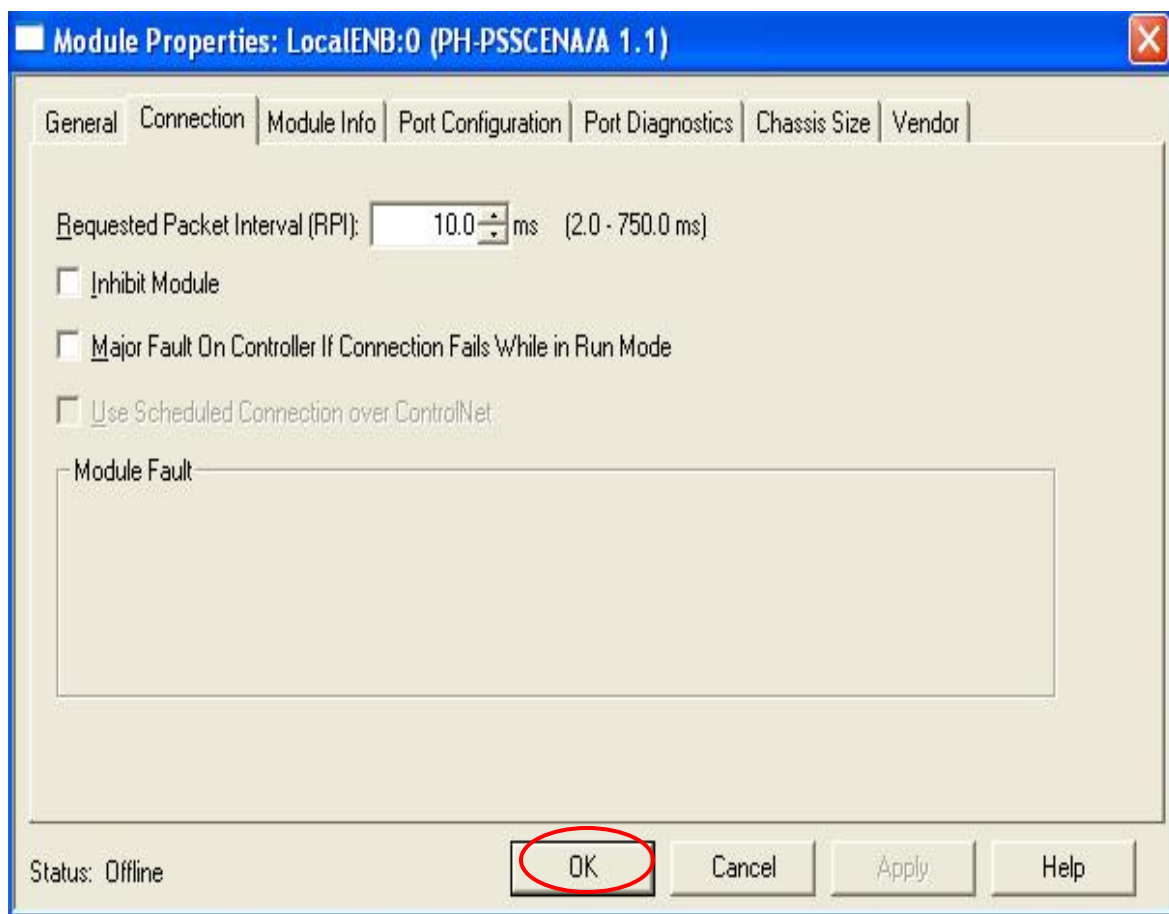 Module Properties: LocalENB:0 (PH-PSSCENA/A 1.1)
General Connection Module Info Port Configuration Port Diagnostics Chassis Size Vendor
Requested Packet Interval (RPI): 10.0 ms (2.0 - 750.0 ms)
Inhibit Module
Major Fault On Controller If Connection Fails While in Run Mode
Use Scheduled Connection over ControlNet
Module Fault
Status: Offline OK Cancel Apply Help